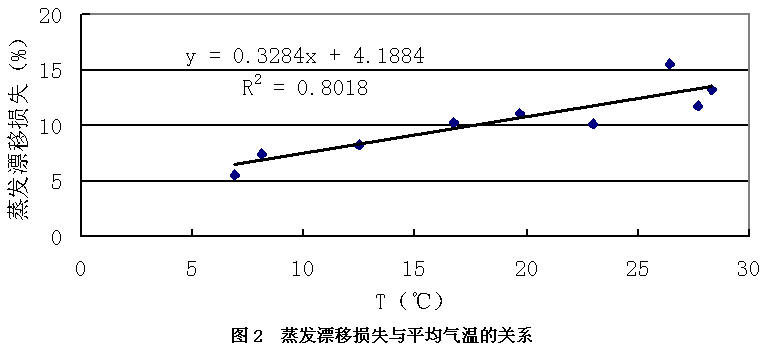 20
15
10
5
0
蒸发漂移损失(%)
y = 0.3284x + 4.1884
R² = 0.8018
0 5 10 15 20 25 30
T(℃)
图2 蒸发漂移损失与平均气温的关系